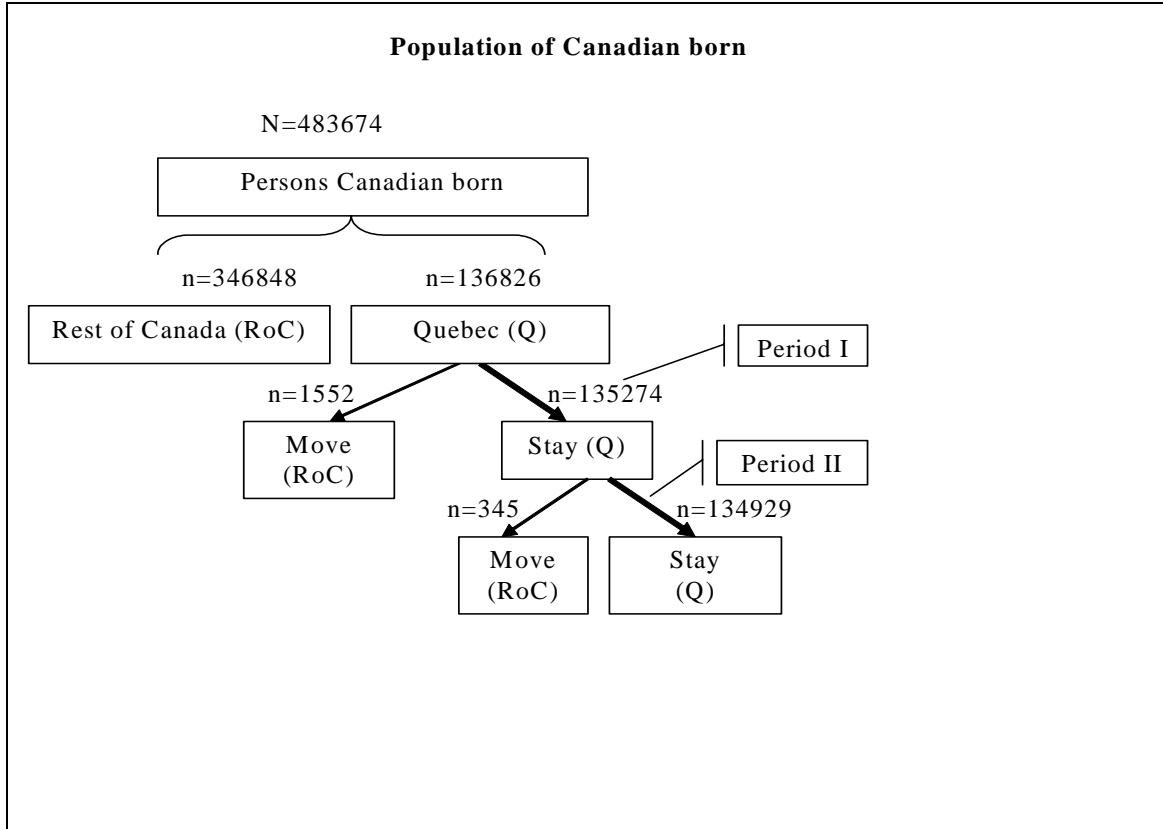 Population of Canadian born
N=483674
Persons Canadian born
n=346848
n=136826
Rest of Canada (RoC)
Quebec (Q)
Period I
n=1552
n=135274
Move
(RoC)
Stay (Q)
Period II
n=345
n=134929
Move
(RoC)
Stay
(Q)